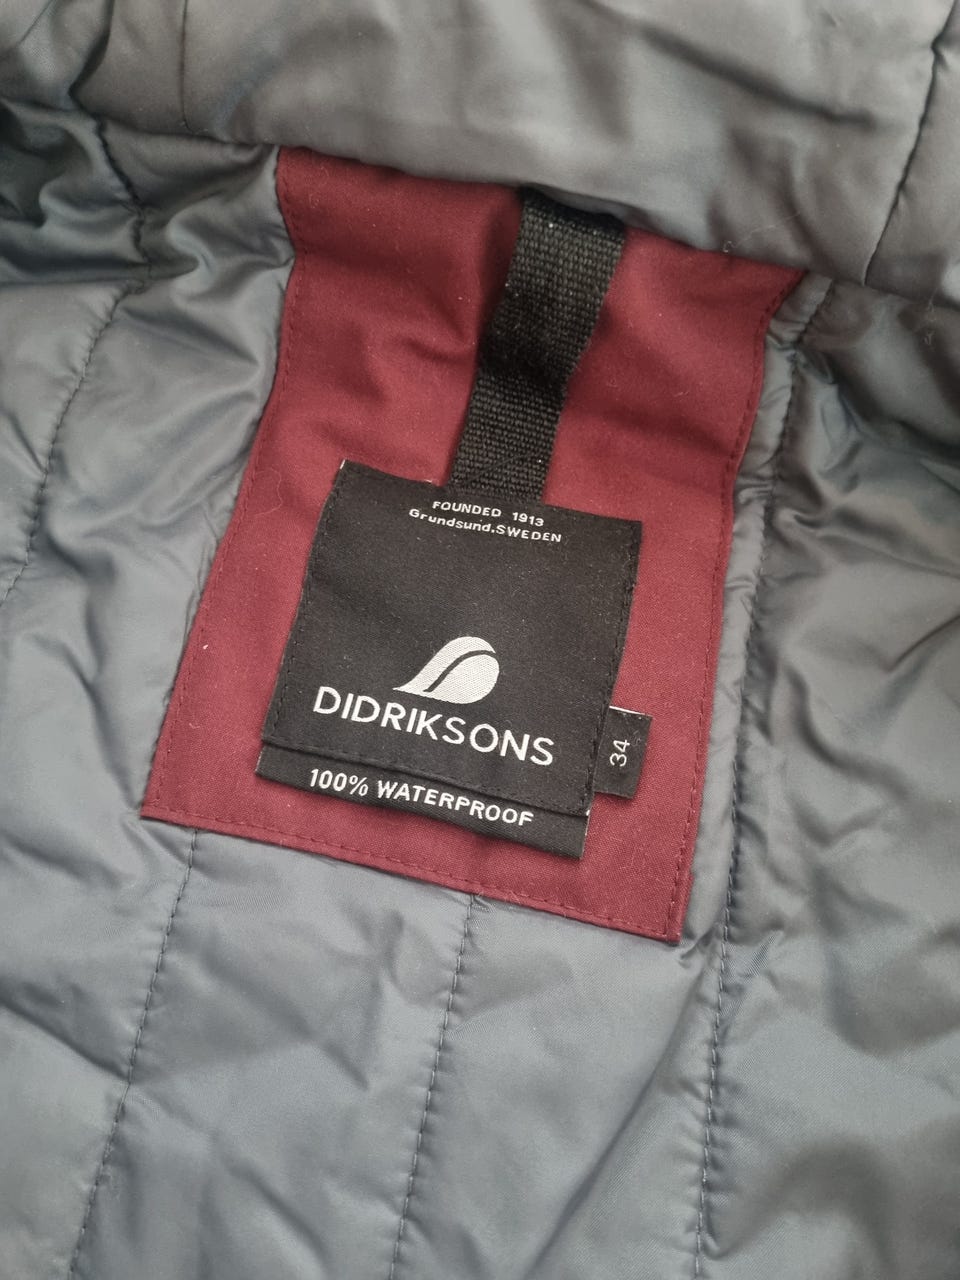 FOUNDED 1913
Grundsund.SWEDEN
DIDRIKSONS
34
100% WATERPROOF